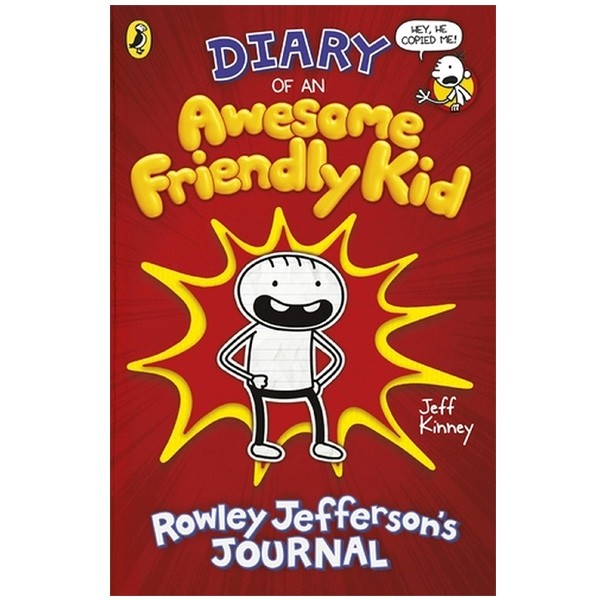 DIARY
OF AN
Awesome
Friendly Kid
HEY, HE
COPIED ME!
Jeff
Kinney
Rowley Jefferson's
JOURNAL